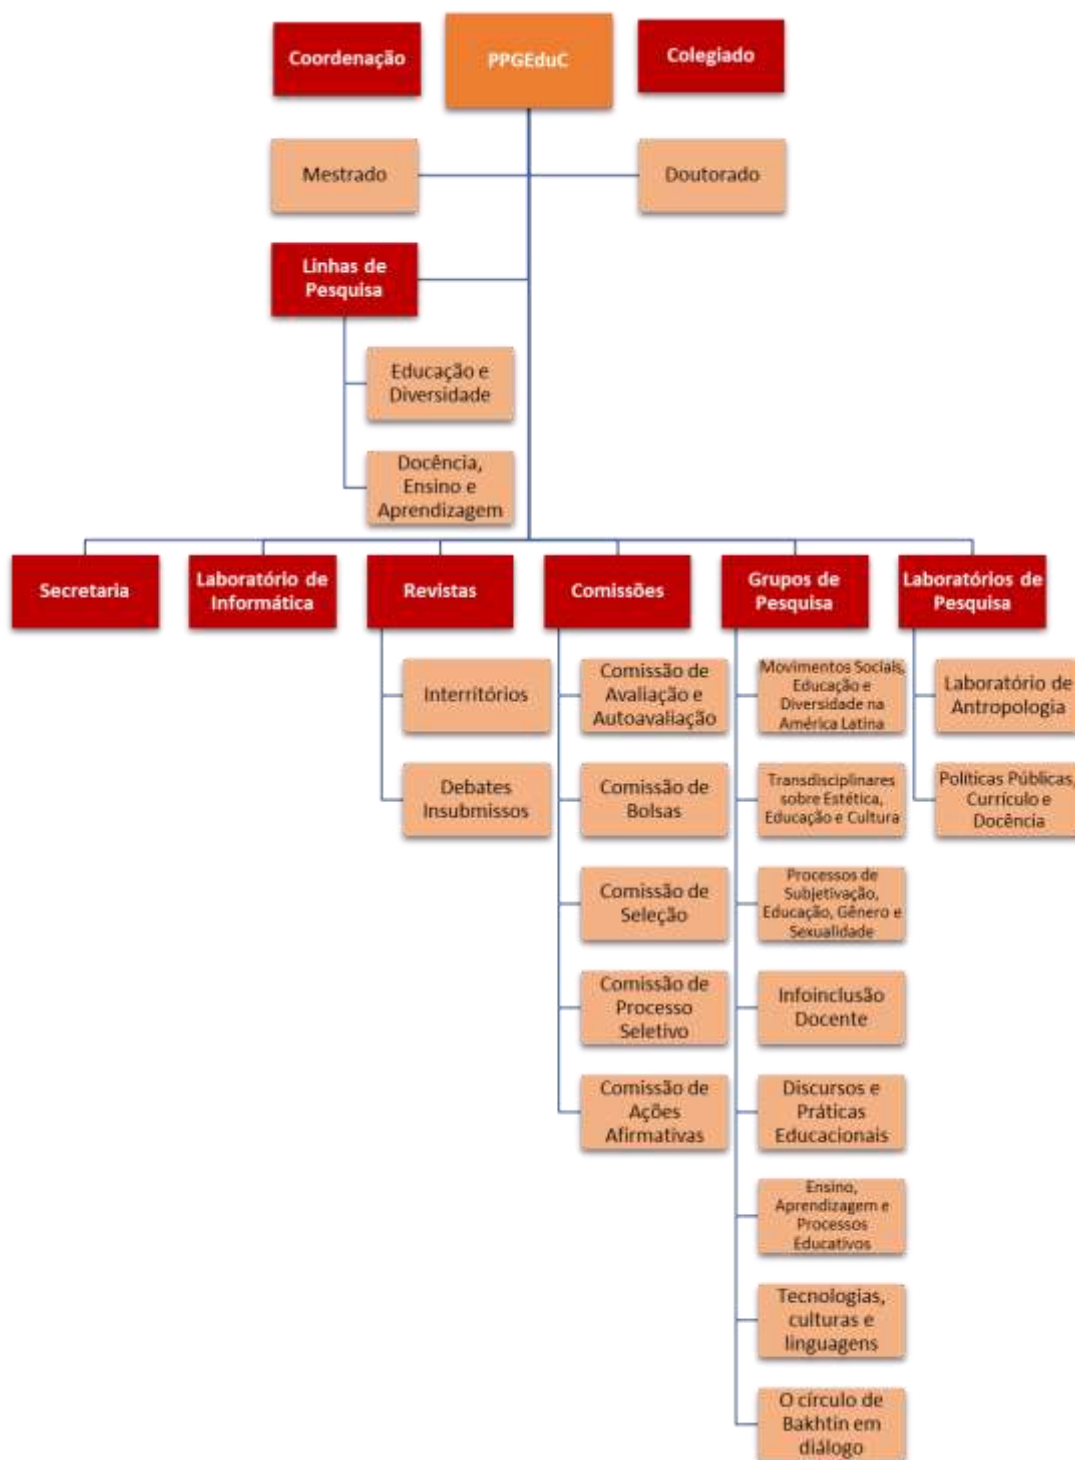 Coordenação
PPGEduC
Colegiado
Mestrado
Doutorado
Linhas de
Pesquisa
Educação e
Diversidade
Docência,
Ensino e
Aprendizagem
Secretaria
Laboratório de
Informática
Revistas
Comissões
Grupos de
Pesquisa
Laboratórios de
Pesquisa
Interritórios
Debates
Insubmissos
Comissão de
Avaliação e
Autoavaliação
Comissão de
Bolsas
Comissão de
Seleção
Comissão de
Processo
Seletivo
Comissão de
Ações
Afirmativas
Movimentos Sociais,
Educação e
Diversidade na
América Latina
Transdisciplinares
sobre Estética,
Educação e Cultura
Processos de
Subjetivação,
Educação, Gênero e
Sexualidade
Infoinclusão
Docente
Discursos e
Práticas
Educacionais
Ensino,
Aprendizagem e
Processos
Educativos
Tecnologias,
culturas e
linguagens
O círculo de
Bakhtin em
diálogo
Laboratório de
Antropologia
Políticas Públicas,
Currículo e
Docência